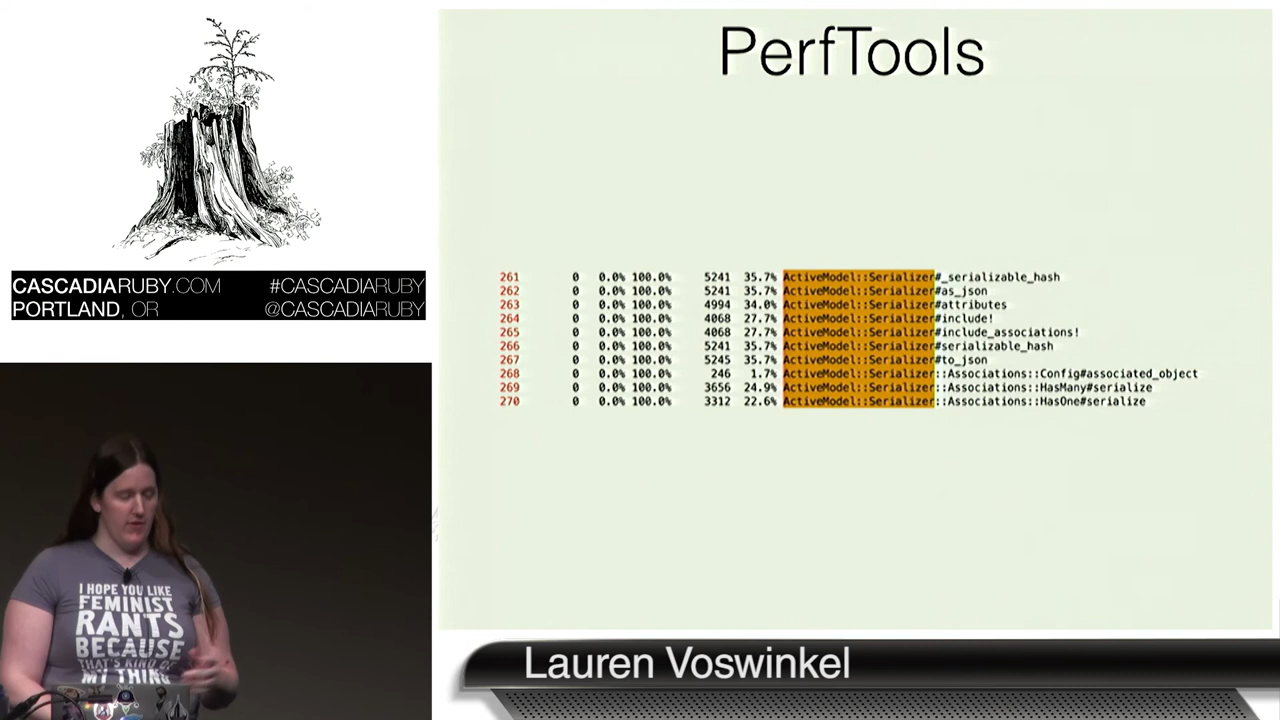 PerfTools
CASCADIARUBY.COM #CASCADIARUBY
PORTLAND, OR @CASCADIARUBY
261 0 0.0% 100.0% 5241 35.7% ActiveModel::Serializer#_serializable_hash
262 0 0.0% 100.0% 5241 35.7% ActiveModel::Serializer#as_json
263 0 0.0% 100.0% 4994 34.0% ActiveModel::Serializer#attributes
264 0 0.0% 100.0% 4068 27.7% ActiveModel::Serializer#include!
265 0 0.0% 100.0% 4068 27.7% ActiveModel::Serializer#include_associations!
266 0 0.0% 100.0% 5241 35.7% ActiveModel::Serializer#serializable_hash
267 0 0.0% 100.0% 5245 35.7% ActiveModel::Serializer#to_json
268 0 0.0% 100.0% 246 1.7% ActiveModel::Serializer::Associations::Config#associated_object
269 0 0.0% 100.0% 3656 24.9% ActiveModel::Serializer::Associations::HasMany#serialize
270 0 0.0% 100.0% 3312 22.6% ActiveModel::Serializer::Associations::HasOne#serialize
I HOPE YOU LIKE
FEMINIST
RANTS
BECAUSE
THAT'S KIND OF
MY THING
Lauren Voswinkel